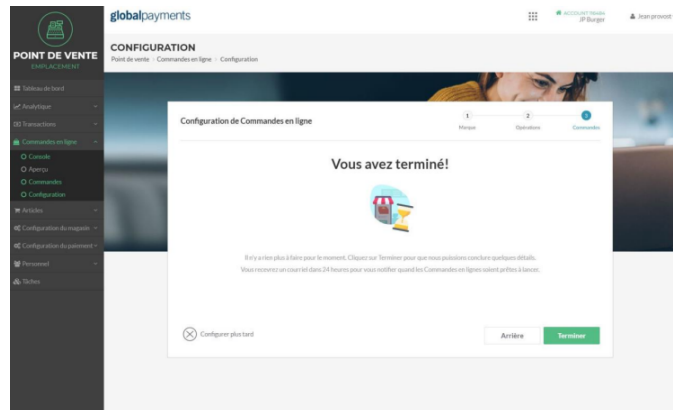 POINT DE VENTE
EMPLACEMENT
Tableau de bord
Analytique
Transactions
Commandes en ligne
Console
Aperçu
Commandes
Configuration
Articles
Configuration du magasin
Configuration du paiement
Personnel
Tâches
globalpayments
JP Burger
Jean provost
CONFIGURATION
Point de vente > Commandes en ligne > Configuration
Configuration de Commandes en ligne
1
Marque
2
Opérations
3
Commandes
Vous avez terminé!
Il n'y a rien plus à faire pour le moment. Cliquez sur Terminer pour que nous puissions conclure quelques détails.
Vous recevrez un courriel dans 24 heures pour vous notifier quand les Commandes en lignes soient prêtes à lancer.
Configurer plus tard
Arrière
Terminer